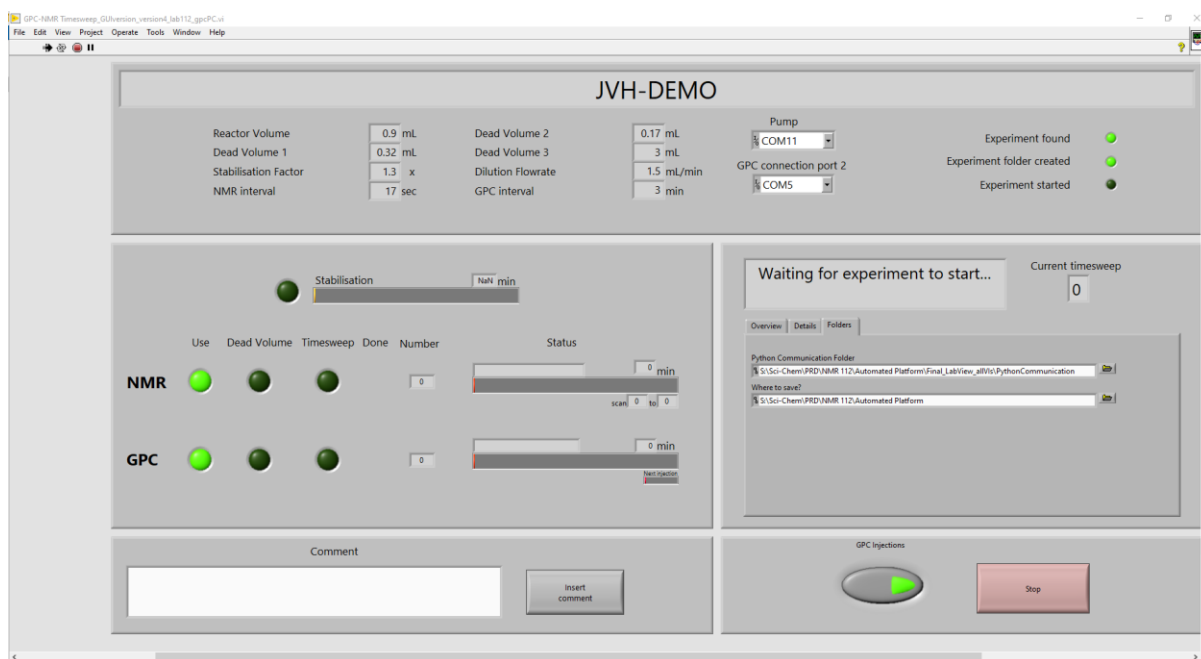 GPC-NMR Timesweep_GUIversion_version4_lab112_gpcPC.vi
File Edit View Project Operate Tools Window Help
JVH-DEMO
Reactor Volume 0.9 mL Dead Volume 2 0.17 mL
Dead Volume 1 0.32 mL Dead Volume 3 3 mL
Stabilisation Factor 1.3 x Dilution Flowrate 1.5 mL/min
NMR interval 17 sec GPC interval 3 min
Pump
COM11
GPC connection port 2
COM5
Experiment found
Experiment folder created
Experiment started
Stabilisation NaN min
Use Dead Volume Timesweep Done Number Status
NMR 0 0 min
scan 0 to 0
GPC 0 0 min
Next injection
Waiting for experiment to start...
Current timesweep
0
Overview Details Folders
Python Communication Folder
S:\Sci-Chem\PRD\NMR 112\Automated Platform\Final_LabView_allVIs\PythonCommunication
Where to save?
S:\Sci-Chem\PRD\NMR 112\Automated Platform
Comment
Insert
comment
GPC Injections
Stop